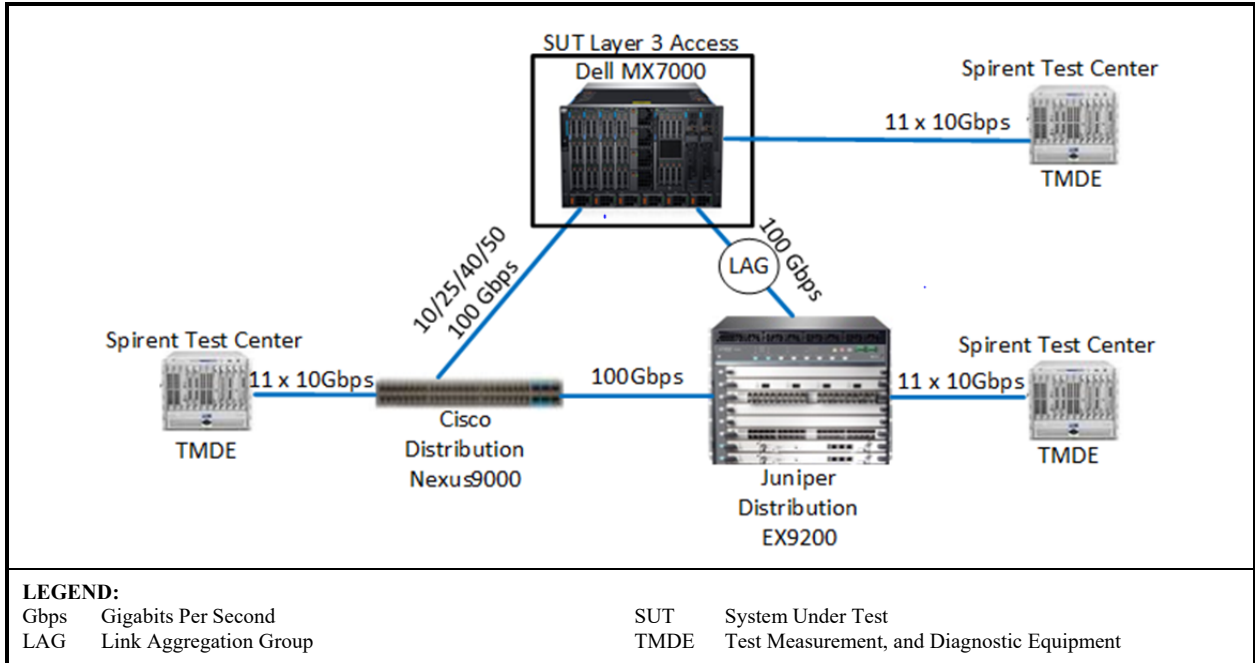 SUT Layer 3 Access
Dell MX7000
Spirent Test Center
11 x 10Gbps
TMDE
10/25/40/50
100 Gbps
100 Gbps
LAG
Spirent Test Center
11 x 10Gbps
TMDE
Cisco
Distribution
Nexus9000
100Gbps
Juniper
Distribution
EX9200
Spirent Test Center
11 x 10Gbps
TMDE
LEGEND:
Gbps Gigabits Per Second
LAG Link Aggregation Group
SUT System Under Test
TMDE Test Measurement, and Diagnostic Equipment